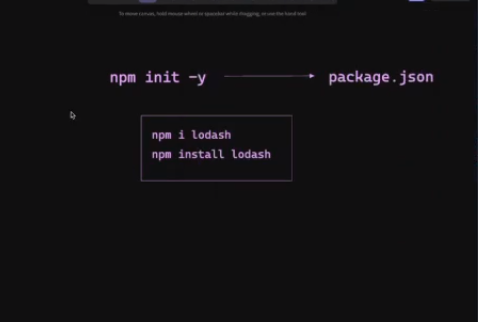 To move canvas, hold mouse wheel or spacebar while dragging, or use the hand tool
npm init -y package.json
npm i lodash
npm install lodash